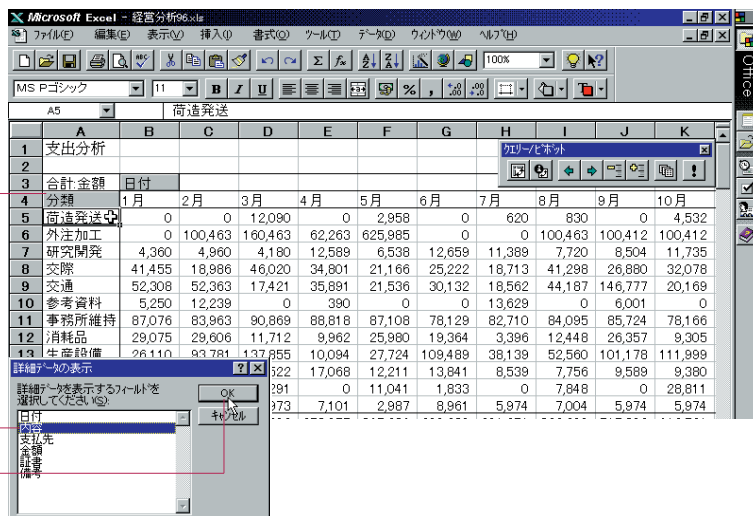 Microsoft Excel - 経営分析96.xls
ファイル(F) 編集(E) 表示(V) 挿入(I) 書式(O) ツール(T) データ(D) ウィンドウ(W) ヘルプ(H)
100%
MS Pゴシック 11 B I U
A5 荷造発送
A B C D E F G H I J K
1 支出分析
クエリー/ピボット
2
3 合計:金額 日付
4 分類 1月 2月 3月 4月 5月 6月 7月 8月 9月 10月
5 荷造発送 0 0 12,090 0 2,958 0 620 830 0 4,532
6 外注加工 0 100,463 160,463 62,263 625,985 0 0 100,463 100,412 100,412
7 研究開発 4,360 4,960 4,180 12,589 6,538 12,659 11,389 7,720 8,504 11,735
8 交際 41,455 18,986 46,020 34,801 21,166 25,222 18,713 41,298 26,880 32,078
9 交通 52,308 52,363 17,421 35,891 21,536 30,132 18,562 44,187 146,777 20,169
10 参考資料 5,250 12,239 0 390 0 0 13,629 0 6,001 0
11 事務所維持 87,076 83,963 90,869 88,818 87,108 78,129 82,710 84,095 85,724 78,166
12 消耗品 29,075 29,606 11,712 9,962 25,980 19,364 3,396 12,448 26,357 9,305
13 生産設備 26,110 93,781 137,855 10,094 27,724 109,489 38,139 52,560 101,178 111,999
522 17,068 12,211 13,841 8,539 7,756 9,589 9,380
291 0 11,041 1,833 0 7,848 0 28,811
973 7,101 2,987 8,961 5,974 7,004 5,974 5,974
詳細データの表示
詳細データを表示するフィールドを
選択してください(S):
OK
キャンセル
日付
内容
支払先
金額
証書
備考
Office